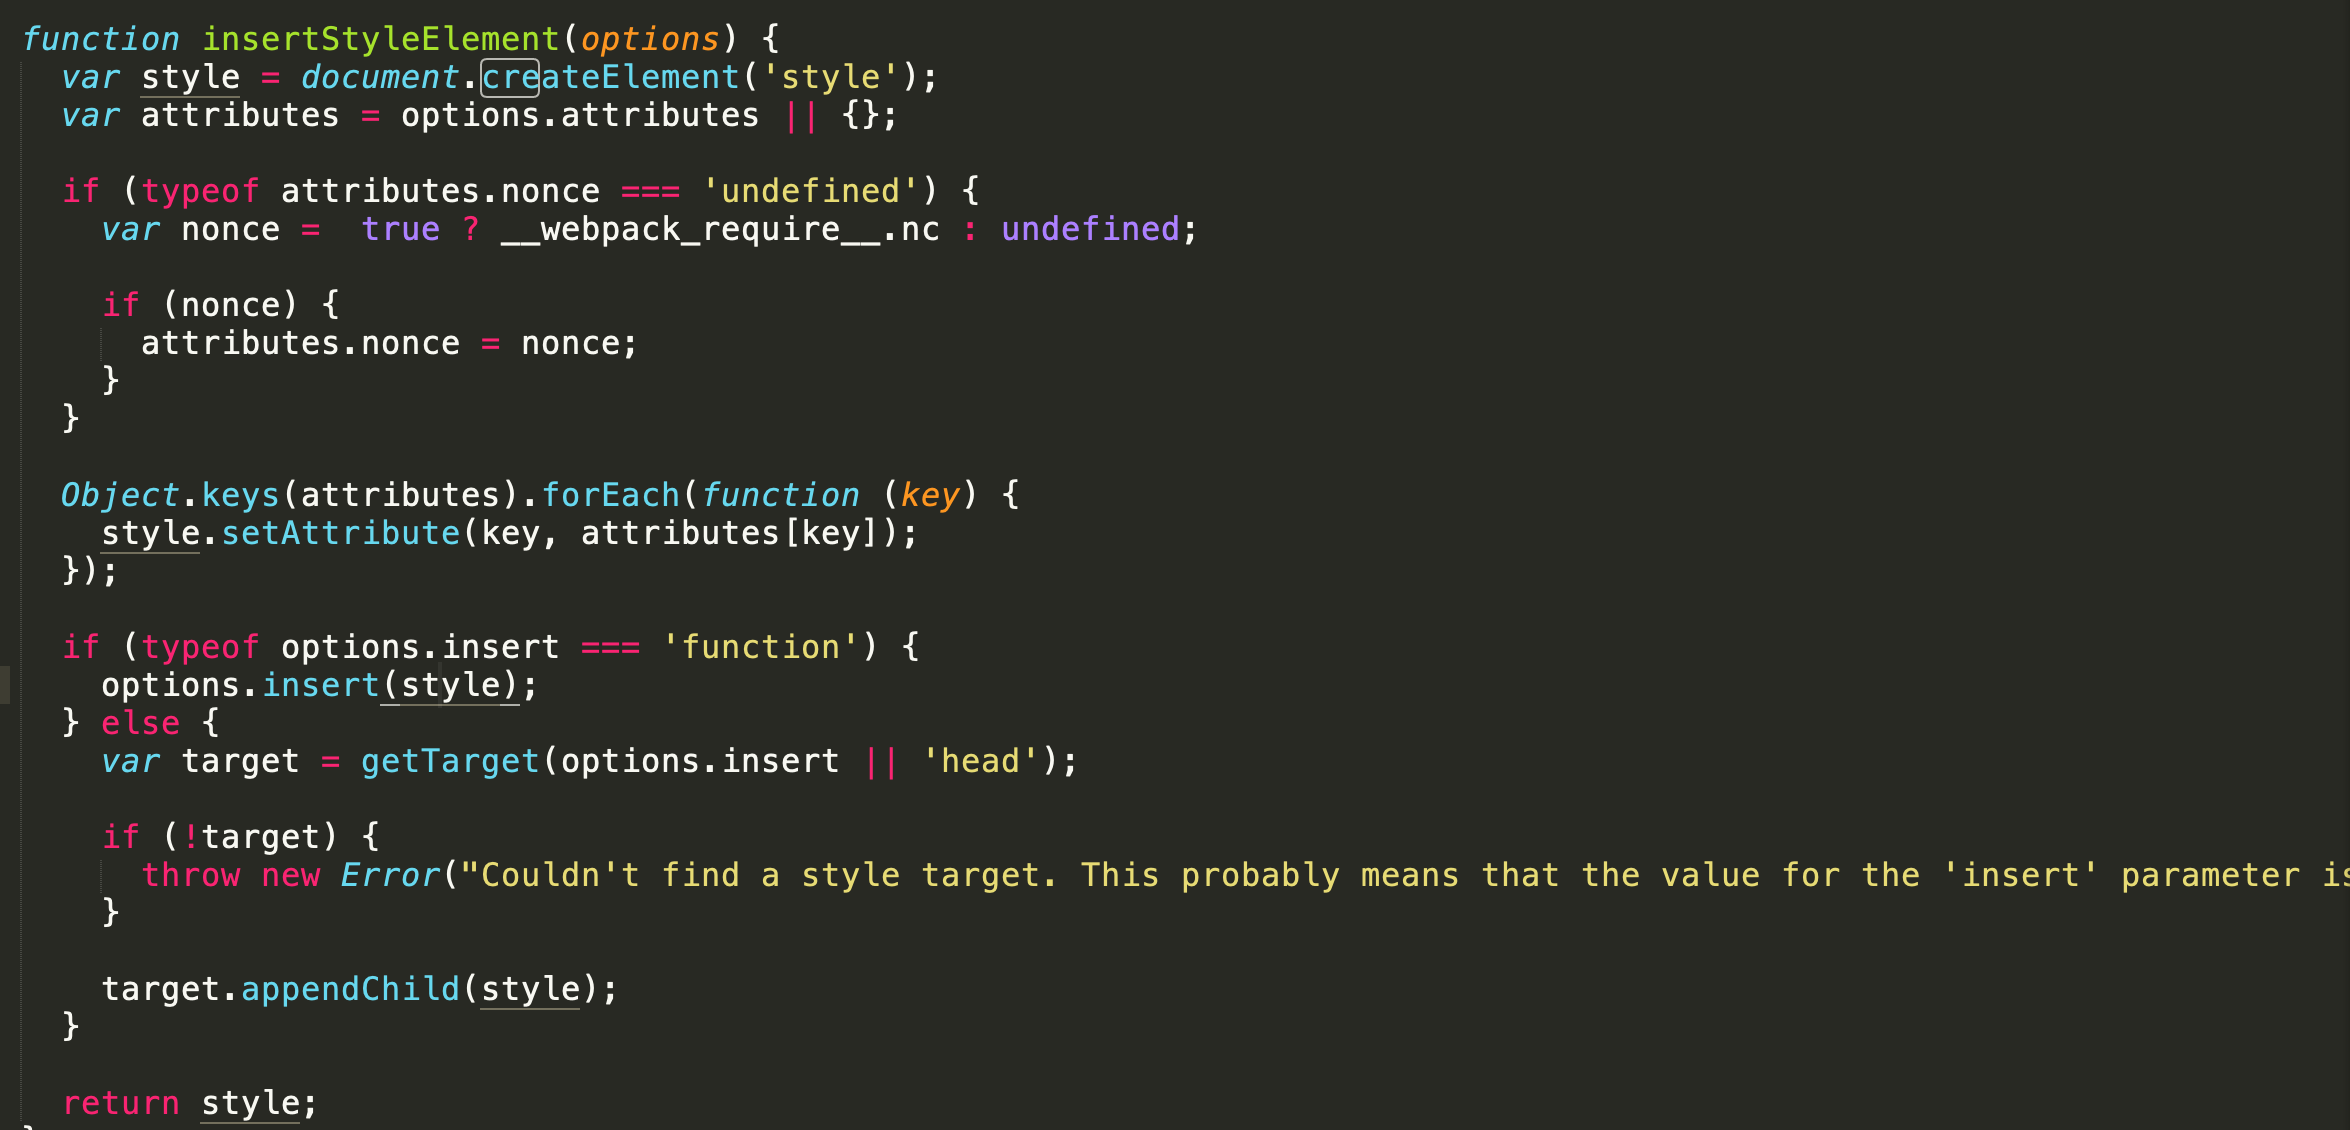 function insertStyleElement(options) {
  var style = document.createElement('style');
  var attributes = options.attributes || {};

  if (typeof attributes.nonce === 'undefined') {
    var nonce =  true ? __webpack_require__.nc : undefined;

    if (nonce) {
      attributes.nonce = nonce;
    }
  }

  Object.keys(attributes).forEach(function (key) {
    style.setAttribute(key, attributes[key]);
  });

  if (typeof options.insert === 'function') {
    options.insert(style);
  } else {
    var target = getTarget(options.insert || 'head');

    if (!target) {
      throw new Error("Couldn't find a style target. This probably means that the value for the 'insert' parameter is
    }

    target.appendChild(style);
  }

  return style;
}